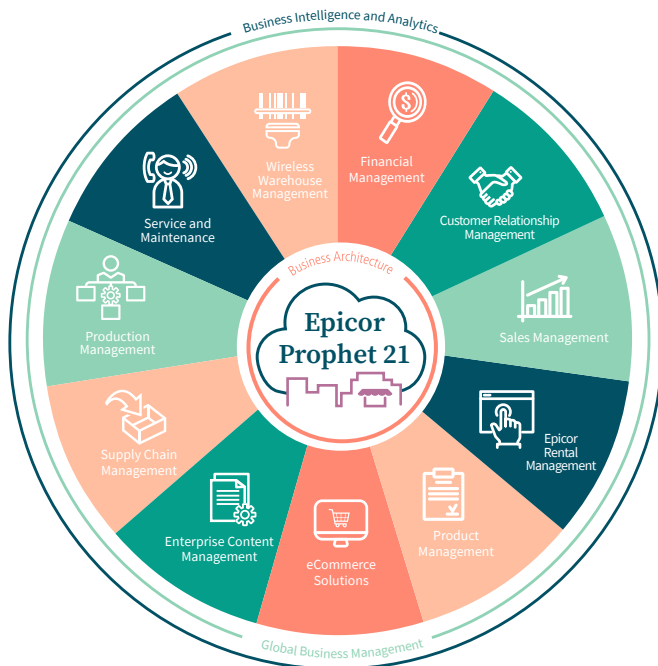 Business Intelligence and Analytics
Financial
Management
Customer Relationship
Management
Sales Management
Epicor
Rental
Management
Product
Management
eCommerce
Solutions
Enterprise Content
Management
Supply Chain
Management
Production
Management
Service and
Maintenance
Wireless
Warehouse
Management
Business Architecture
Epicor
Prophet 21
Global Business Management